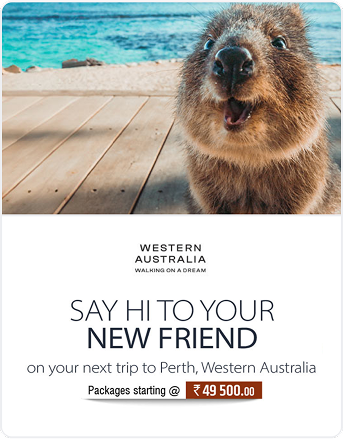 WESTERN
AUSTRALIA
WALKING ON A DREAM
SAY HI TO YOUR
NEW FRIEND
on your next trip to Perth, Western Australia
Packages starting @ ₹ 49 500.00